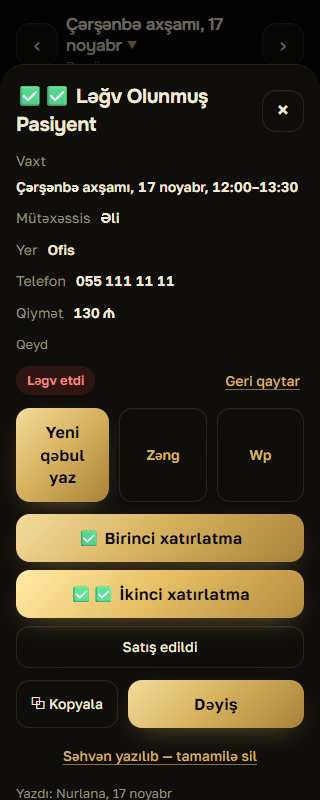 Çərşənbə axşamı, 17
noyabr ▼
‹
›
✅✅ Ləğv Olunmuş
Pasiyent
×
Vaxt
Çərşənbə axşamı, 17 noyabr, 12:00–13:30
Mütəxəssis Əli
Yer Ofis
Telefon 055 111 11 11
Qiymət 130 ₼
Qeyd
Ləgv etdi
Geri qaytar
Yeni
qəbul
yaz
Zəng
Wp
✅ Birinci xatırlatma
✅✅ İkinci xatırlatma
Satış edildi
Kopyala
Dəyiş
Səhvən yazılıb — tamamilə sil
Yazdı: Nurlana, 17 noyabr